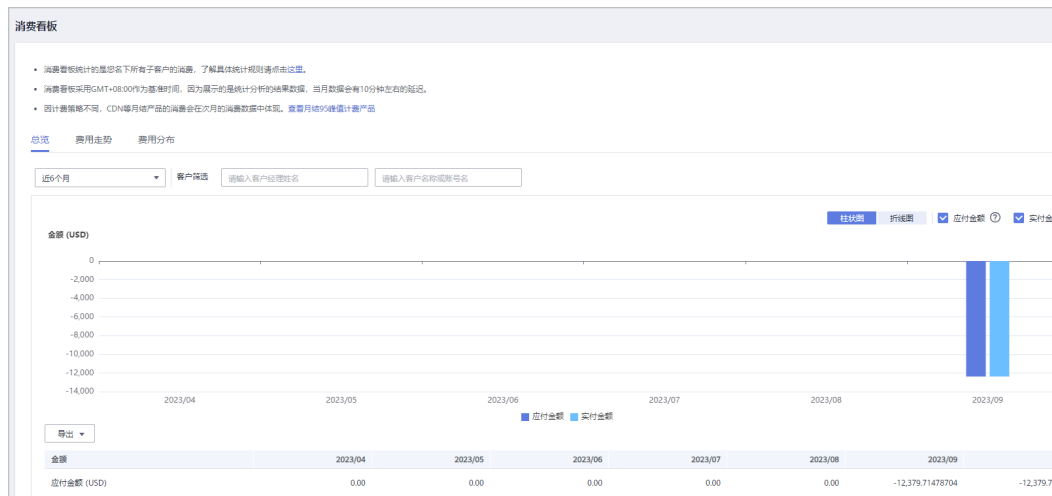 消费看板
• 消费看板统计的是您名下所有子客户的消费，了解具体统计规则请点击这里。
• 消费看板采用GMT+08:00作为基准时间，因为展示的是统计分析的结果数据，当月数据会有10分钟左右的延迟。
• 因计费策略不同，CDN等月结产品的消费会在次月的消费数据中体现。查看月结95峰值计费产品
总览 费用走势 费用分布
近6个月 客户筛选 请输入客户经理姓名 请输入客户名称或账号名
柱状图 折线图 应付金额 ? 实付金
金额 (USD)
0
-2,000
-4,000
-6,000
-8,000
-10,000
-12,000
-14,000
2023/04 2023/05 2023/06 2023/07 2023/08 2023/09
应付金额 实付金额
导出
金额 2023/04 2023/05 2023/06 2023/07 2023/08 2023/09
应付金额 (USD) 0.00 0.00 0.00 0.00 0.00 -12,379.71478704 -12,379.7